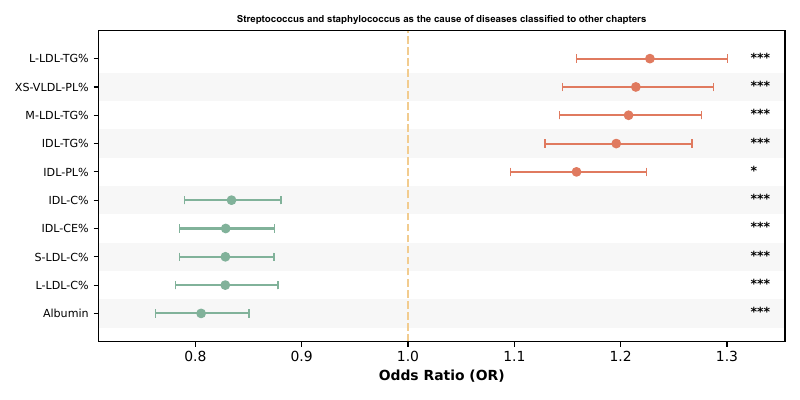 Streptococcus and staphylococcus as the cause of diseases classified to other chapters
L-LDL-TG% ***
XS-VLDL-PL% ***
M-LDL-TG% ***
IDL-TG% ***
IDL-PL% *
IDL-C% ***
IDL-CE% ***
S-LDL-C% ***
L-LDL-C% ***
Albumin ***
0.8 0.9 1.0 1.1 1.2 1.3
Odds Ratio (OR)